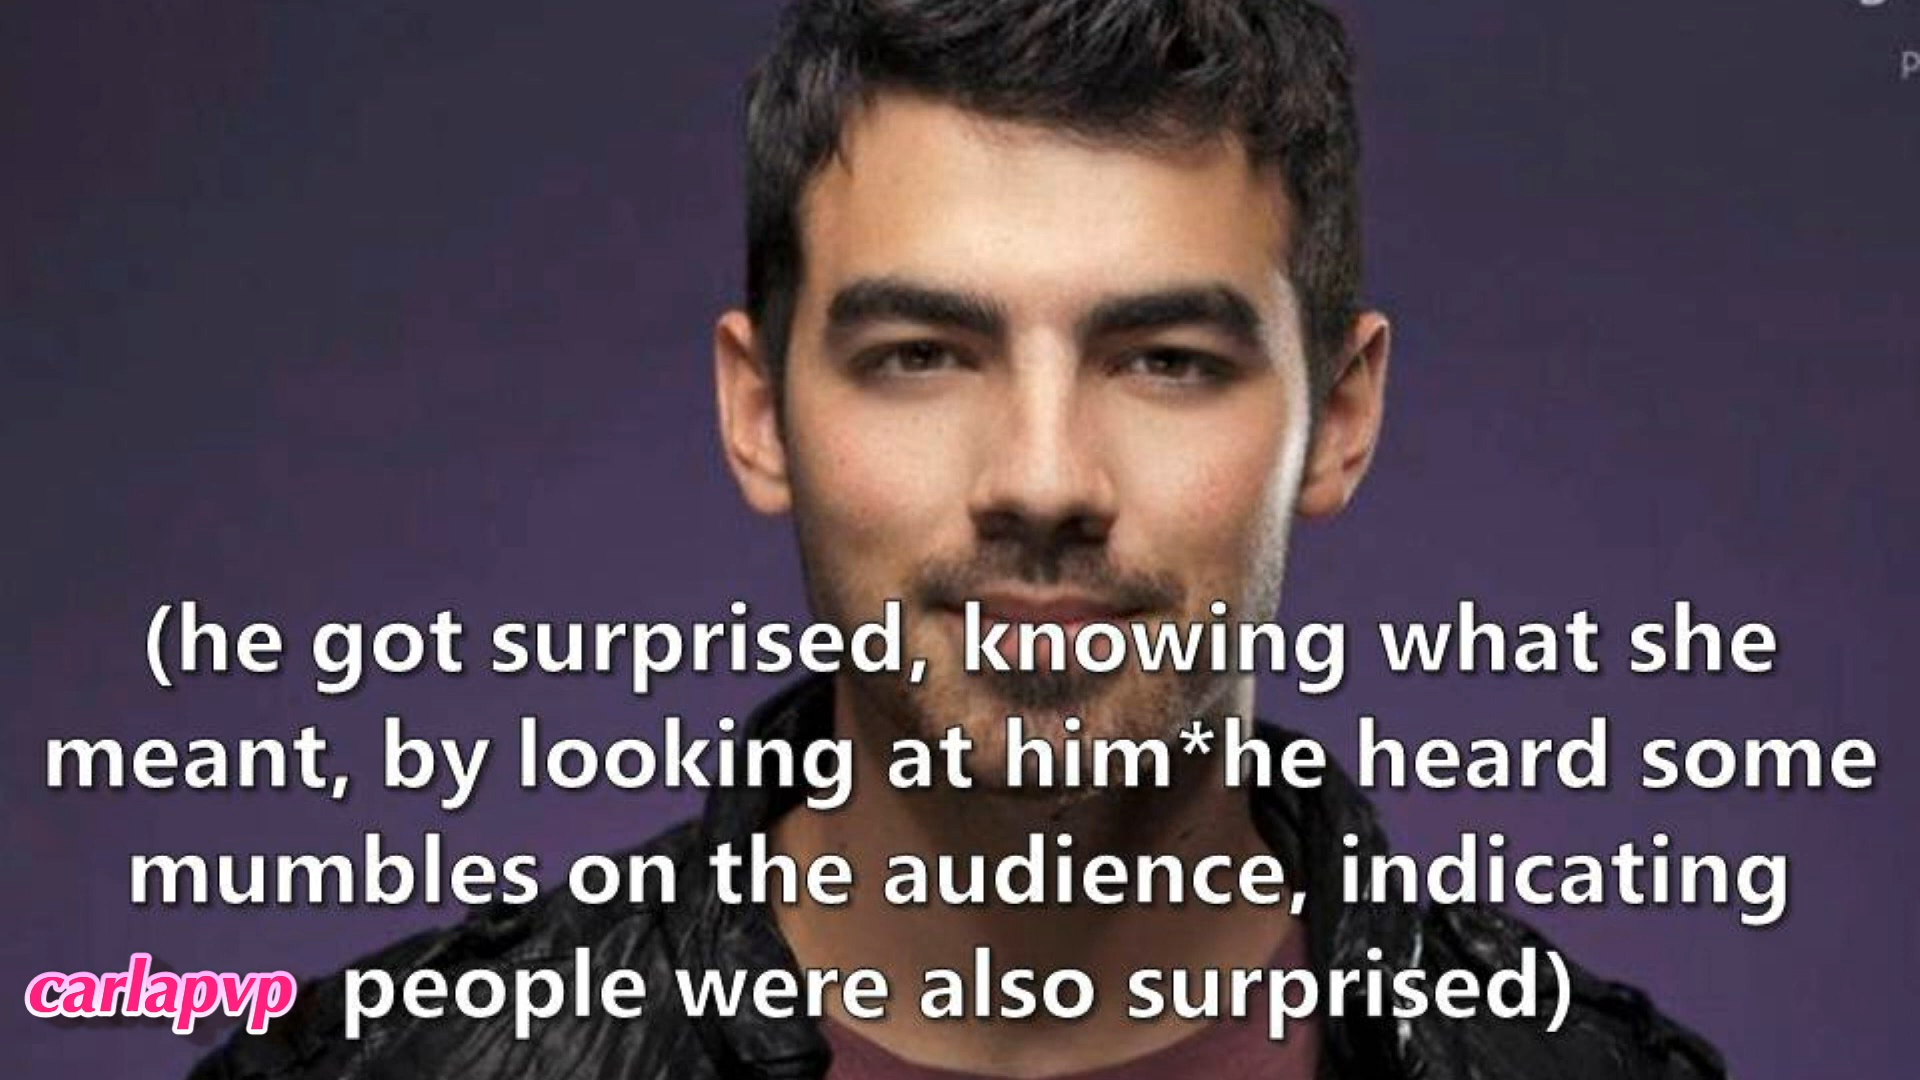 (he got surprised, knowing what she
meant, by looking at him*he heard some
mumbles on the audience, indicating
people were also surprised)
carlapvp